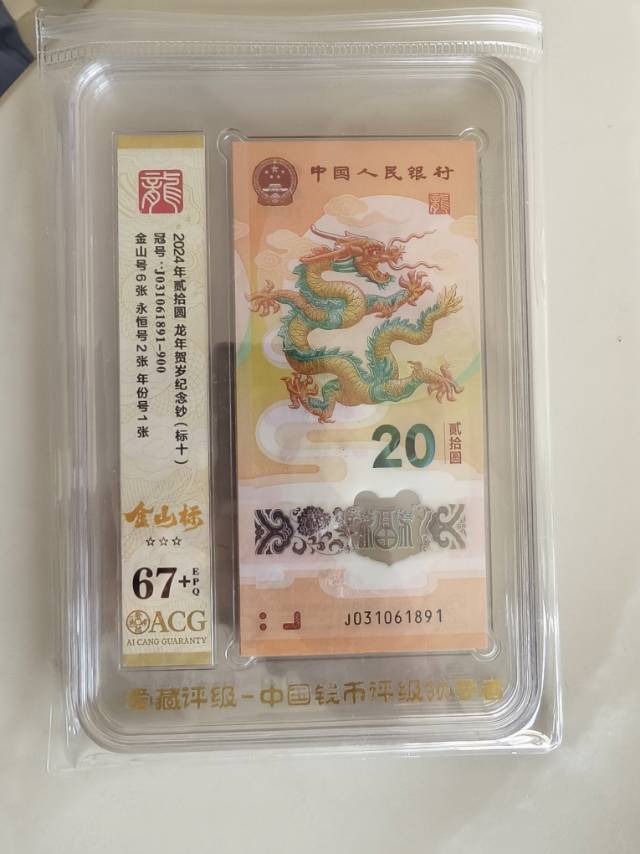 龍
2024年贰拾圆 龙年贺岁纪念钞（标十）
冠号：J031061891-900
金山号6张 永恒号2张 年份号1张
金山标
☆☆☆
67+ EPQ
ACG
AI CANG GUARANTY
中国人民银行
龍
20
贰拾圆
J031061891
爱藏评级-中国钱币评级领导者